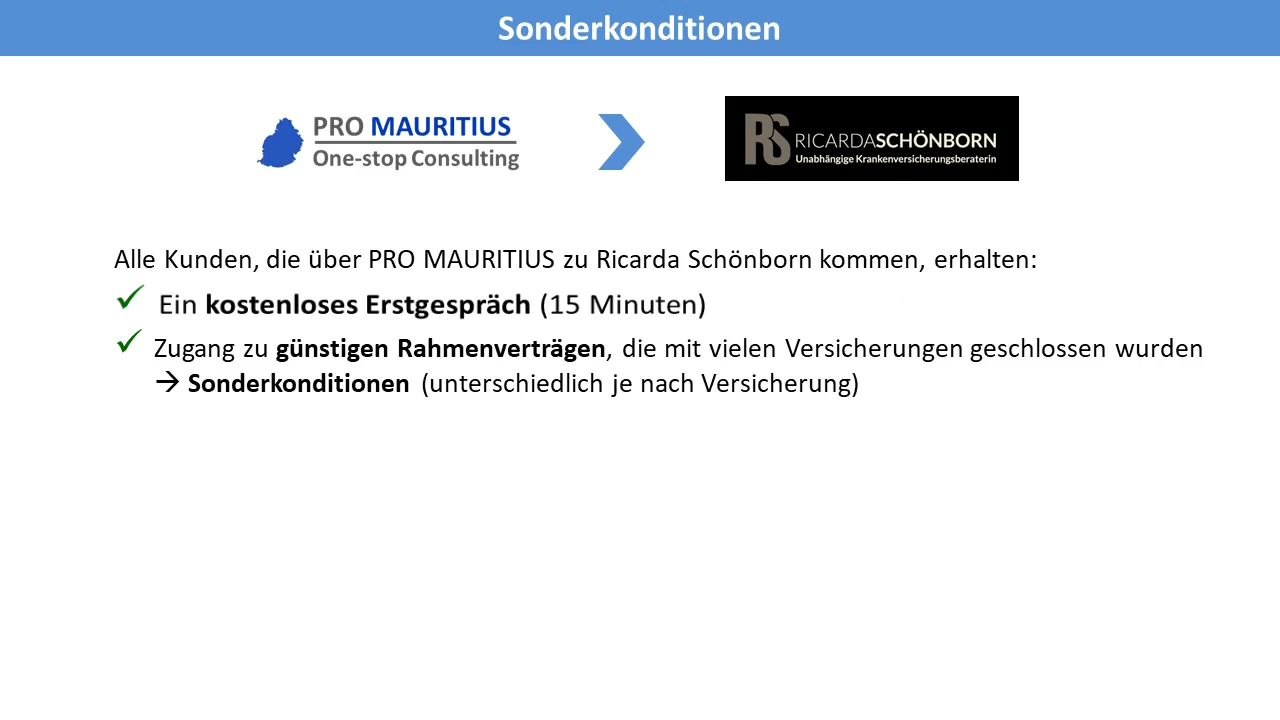 Sonderkonditionen
PRO MAURITIUS
One-stop Consulting
RS RICARDASCHÖNBORN
Unabhängige Krankenversicherungsberaterin
Alle Kunden, die über PRO MAURITIUS zu Ricarda Schönborn kommen, erhalten:
✓ Ein kostenloses Erstgespräch (15 Minuten)
✓ Zugang zu günstigen Rahmenverträgen, die mit vielen Versicherungen geschlossen wurden
→ Sonderkonditionen (unterschiedlich je nach Versicherung)